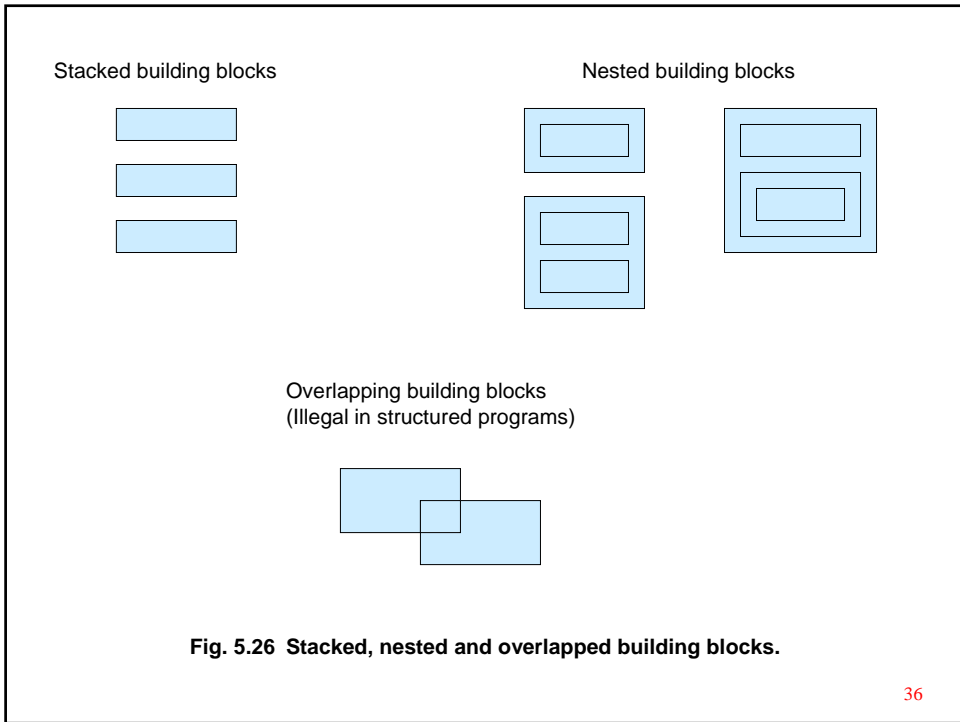 Stacked building blocks
Nested building blocks
Overlapping building blocks
(Illegal in structured programs)
Fig. 5.26 Stacked, nested and overlapped building blocks.
36